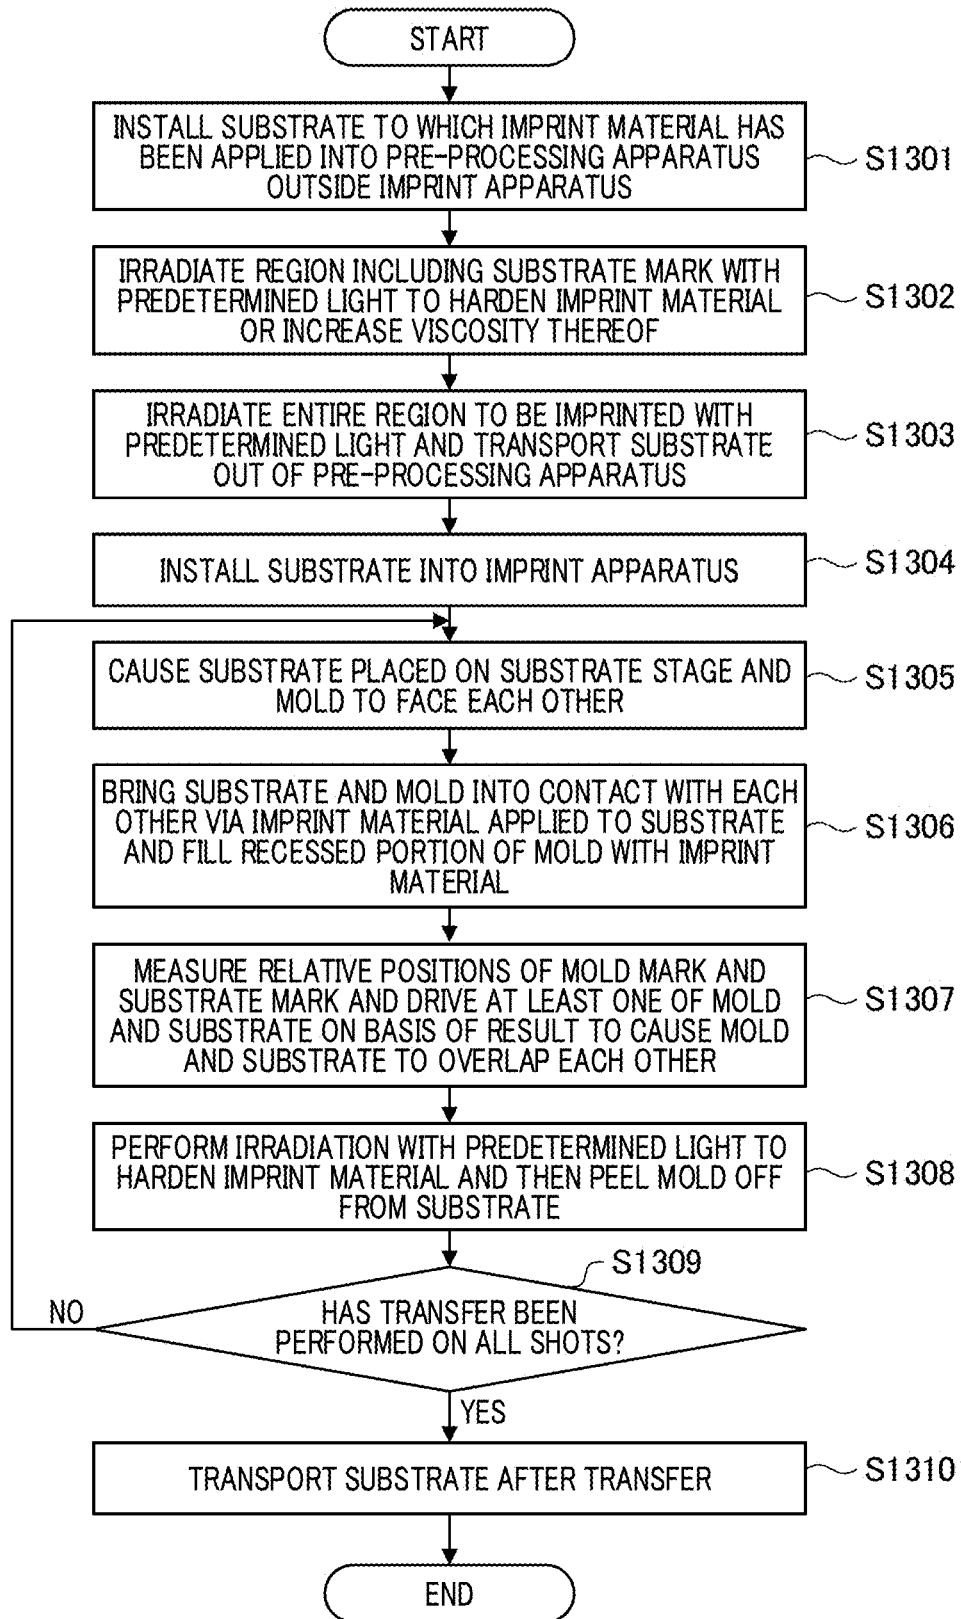 START
INSTALL SUBSTRATE TO WHICH IMPRINT MATERIAL HAS
BEEN APPLIED INTO PRE-PROCESSING APPARATUS
OUTSIDE IMPRINT APPARATUS
S1301
IRRADIATE REGION INCLUDING SUBSTRATE MARK WITH
PREDETERMINED LIGHT TO HARDEN IMPRINT MATERIAL
OR INCREASE VISCOSITY THEREOF
S1302
IRRADIATE ENTIRE REGION TO BE IMPRINTED WITH
PREDETERMINED LIGHT AND TRANSPORT SUBSTRATE
OUT OF PRE-PROCESSING APPARATUS
S1303
INSTALL SUBSTRATE INTO IMPRINT APPARATUS
S1304
CAUSE SUBSTRATE PLACED ON SUBSTRATE STAGE AND
MOLD TO FACE EACH OTHER
S1305
BRING SUBSTRATE AND MOLD INTO CONTACT WITH EACH
OTHER VIA IMPRINT MATERIAL APPLIED TO SUBSTRATE
AND FILL RECESSED PORTION OF MOLD WITH IMPRINT
MATERIAL
S1306
MEASURE RELATIVE POSITIONS OF MOLD MARK AND
SUBSTRATE MARK AND DRIVE AT LEAST ONE OF MOLD
AND SUBSTRATE ON BASIS OF RESULT TO CAUSE MOLD
AND SUBSTRATE TO OVERLAP EACH OTHER
S1307
PERFORM IRRADIATION WITH PREDETERMINED LIGHT TO
HARDEN IMPRINT MATERIAL AND THEN PEEL MOLD OFF
FROM SUBSTRATE
S1308
S1309
NO
HAS TRANSFER BEEN
PERFORMED ON ALL SHOTS?
YES
TRANSPORT SUBSTRATE AFTER TRANSFER
S1310
END